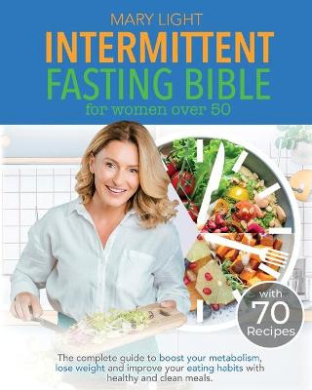 MARY LIGHT
INTERMITTENT
FASTING BIBLE
for women over 50
with
70
Recipes
The complete guide to boost your metabolism,
lose weight and improve your eating habits with
healthy and clean meals.